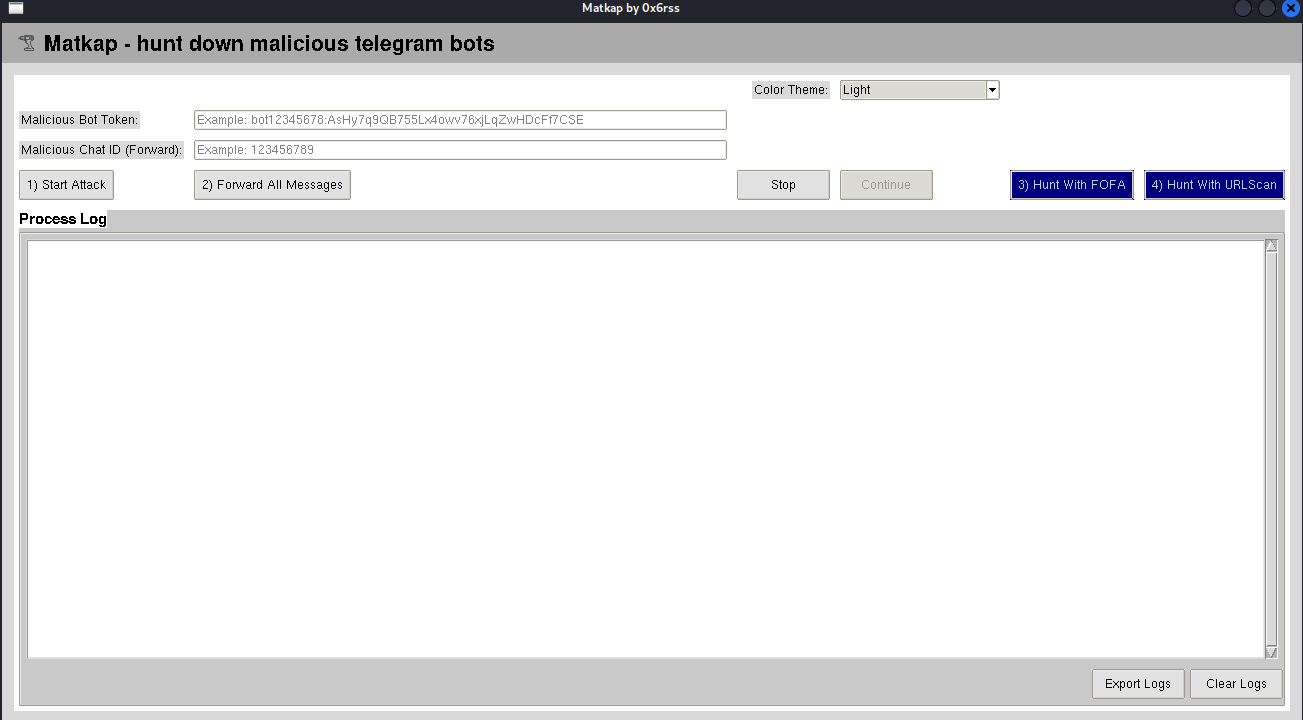 Matkap by 0x6rss
Matkap - hunt down malicious telegram bots
Color Theme: Light
Malicious Bot Token: Example: bot12345678:AsHy7q9QB755Lx4owv76xjLqZwHDcFf7CSE
Malicious Chat ID (Forward): Example: 123456789
1) Start Attack 2) Forward All Messages Stop Continue 3) Hunt With FOFA 4) Hunt With URLScan
Process Log
Export Logs Clear Logs